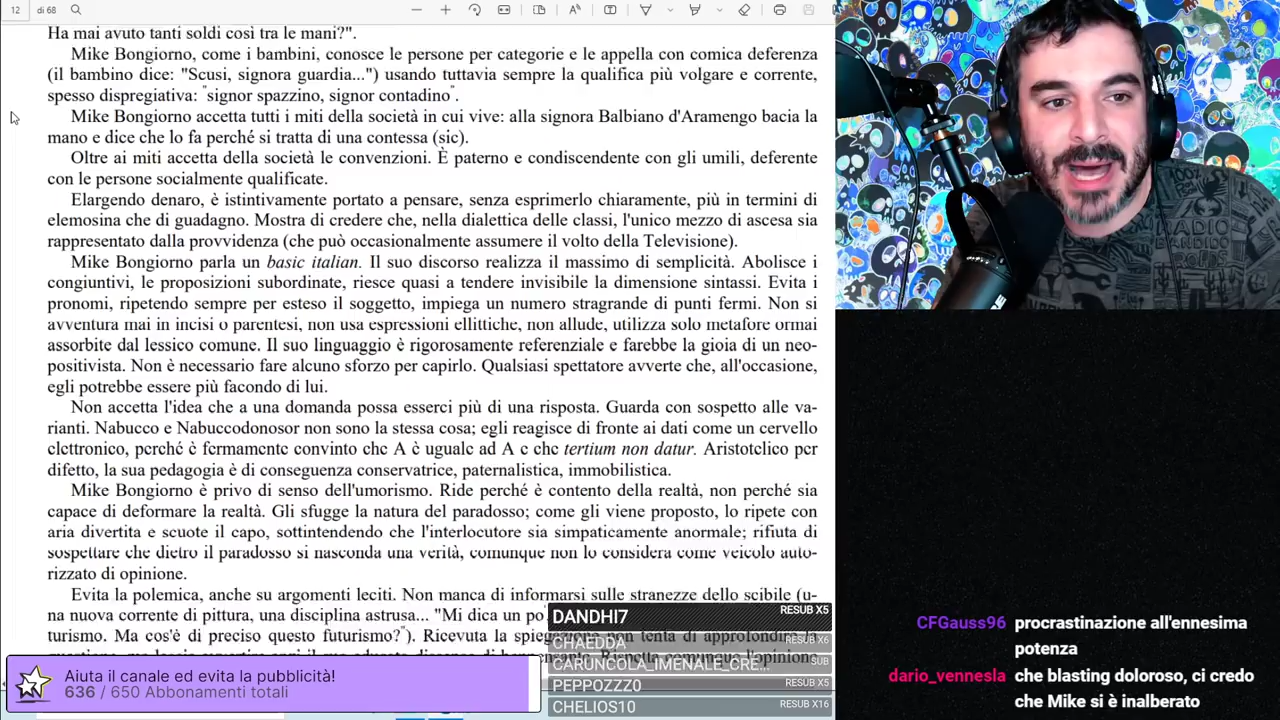 12 di 68
Ha mai avuto tanti soldi così tra le mani?".
Mike Bongiorno, come i bambini, conosce le persone per categorie e le appella con comica deferenza
(il bambino dice: "Scusi, signora guardia...") usando tuttavia sempre la qualifica più volgare e corrente,
spesso dispregiativa: "signor spazzino, signor contadino".
Mike Bongiorno accetta tutti i miti della società in cui vive: alla signora Balbiano d'Aramengo bacia la
mano e dice che lo fa perché si tratta di una contessa (sic).
Oltre ai miti accetta della società le convenzioni. È paterno e condiscendente con gli umili, deferente
con le persone socialmente qualificate.
Elargendo denaro, è istintivamente portato a pensare, senza esprimerlo chiaramente, più in termini di
elemosina che di guadagno. Mostra di credere che, nella dialettica delle classi, l'unico mezzo di ascesa sia
rappresentato dalla provvidenza (che può occasionalmente assumere il volto della Televisione).
Mike Bongiorno parla un basic italian. Il suo discorso realizza il massimo di semplicità. Abolisce i
congiuntivi, le proposizioni subordinate, riesce quasi a rendere invisibile la dimensione sintassi. Evita i
pronomi, ripetendo sempre per esteso il soggetto, impiega un numero stragrande di punti fermi. Non si
avventura mai in incisi o parentesi, non usa espressioni ellittiche, non allude, utilizza solo metafore ormai
assorbite dal lessico comune. Il suo linguaggio è rigorosamente referenziale e farebbe la gioia di un neo-
positivista. Non è necessario fare alcuno sforzo per capirlo. Qualsiasi spettatore avverte che, all'occasione,
egli potrebbe essere più facondo di lui.
Non accetta l'idea che a una domanda possa esserci più di una risposta. Guarda con sospetto alle va-
rianti. Nabucco e Nabuccodonosor non sono la stessa cosa; egli reagisce di fronte ai dati come un cervello
elettronico, perché è fermamente convinto che A è uguale ad A e che tertium non datur. Aristotelico per
difetto, la sua pedagogia è di conseguenza conservatrice, paternalistica, immobilistica.
Mike Bongiorno è privo di senso dell'umorismo. Ride perché è contento della realtà, non perché sia
capace di deformare la realtà. Gli sfugge la natura del paradosso; come gli viene proposto, lo ripete con
aria divertita e scuote il capo, sottintendendo che l'interlocutore sia simpaticamente anormale; rifiuta di
sospettare che dietro il paradosso si nasconda una verità, comunque non lo considera come veicolo auto-
rizzato di opinione.
Evita la polemica, anche su argomenti leciti. Non manca di informarsi sulle stranezze dello scibile (u-
na nuova corrente di pittura, una disciplina astrusa... "Mi dica un po'
turismo. Ma cos'è di preciso questo futurismo?"). Ricevuta la spiegazione non tenta di approfondire la
Rispetta comunque l'opinione
RADIO
BANDIDO
DANDHI7 RESUB X5
CHAEDDA RESUB X6
CARUNCOLA_IMENALE_CRE... SUB
PEPPOZZZ0 RESUB X5
CHELIOS10 RESUB X16
Aiuta il canale ed evita la pubblicità!
636 / 650 Abbonamenti totali
CFGauss96 procrastinazione all'ennesima
potenza
dario_vennesla che blasting doloroso, ci credo
che Mike si è inalberato